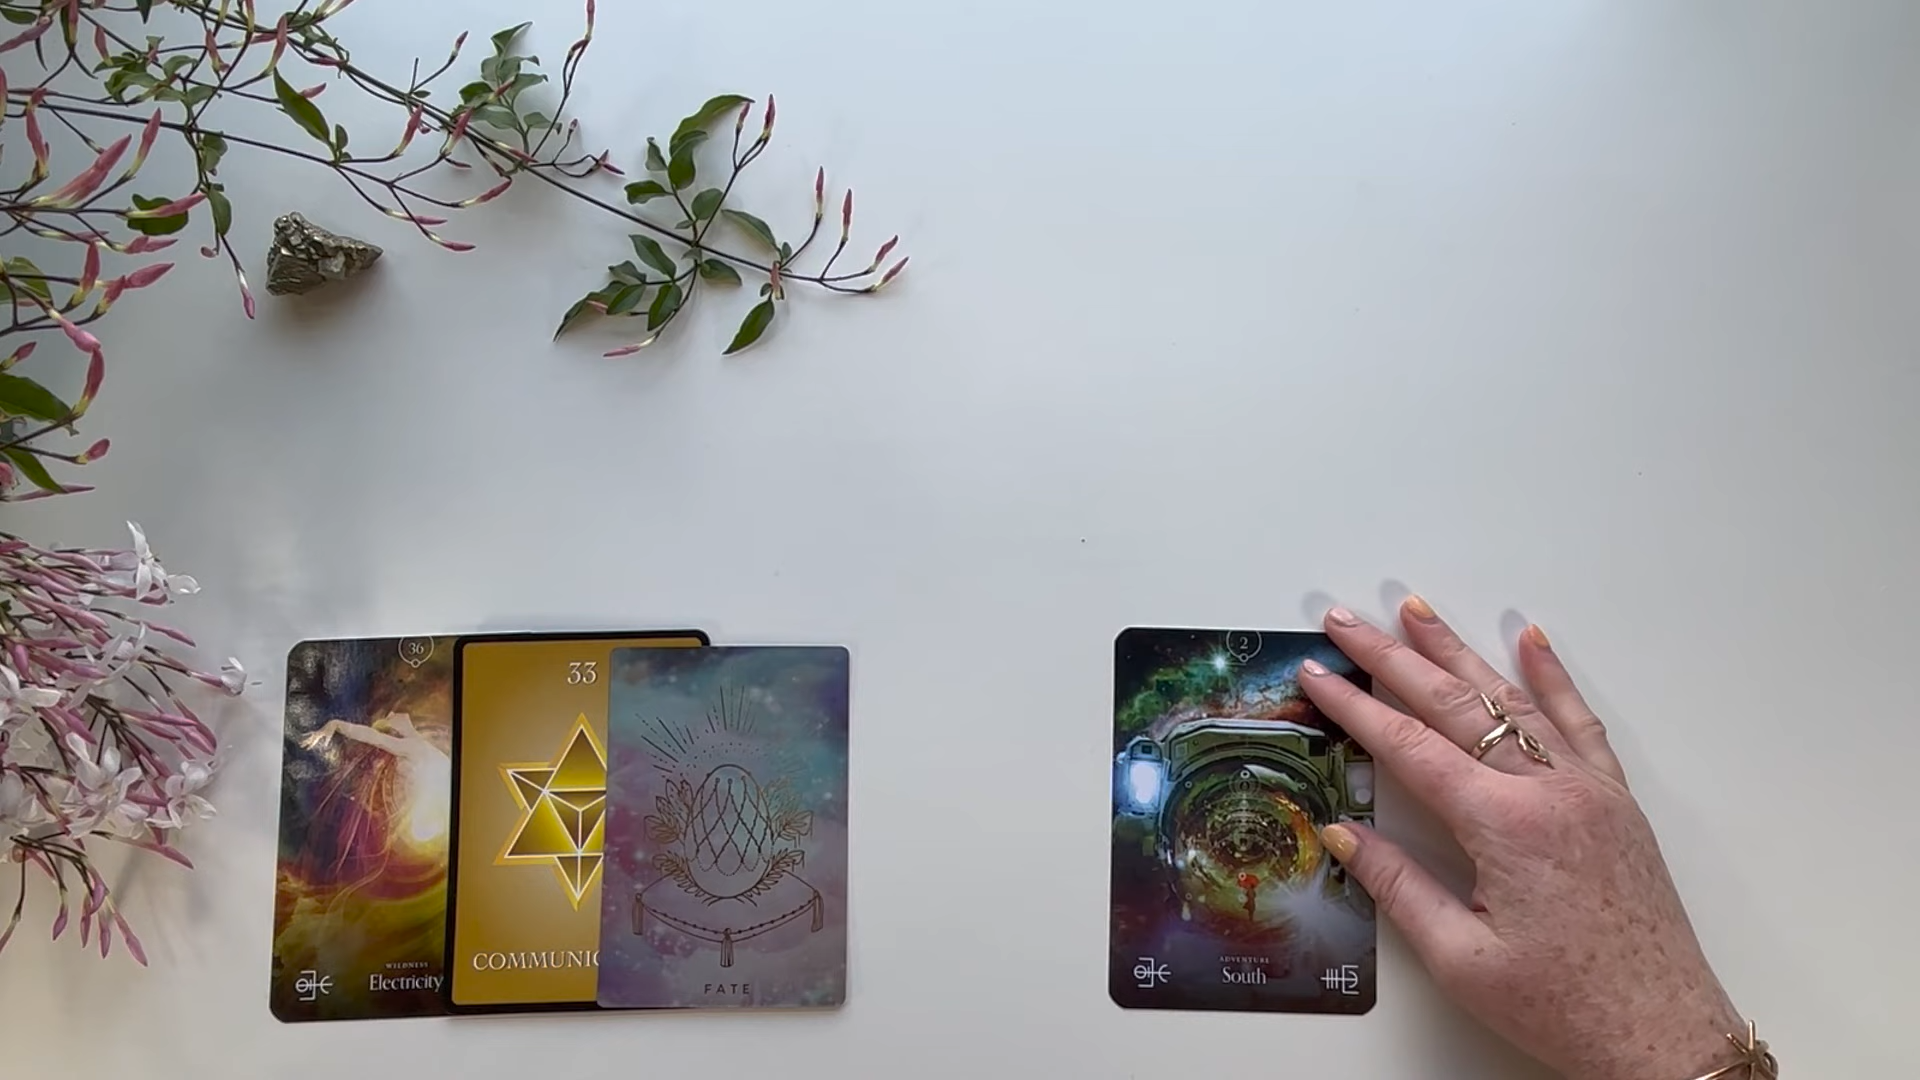 36
WILDNESS
Electricity
33
COMMUNIC
FATE
2
ADVENTURE
South